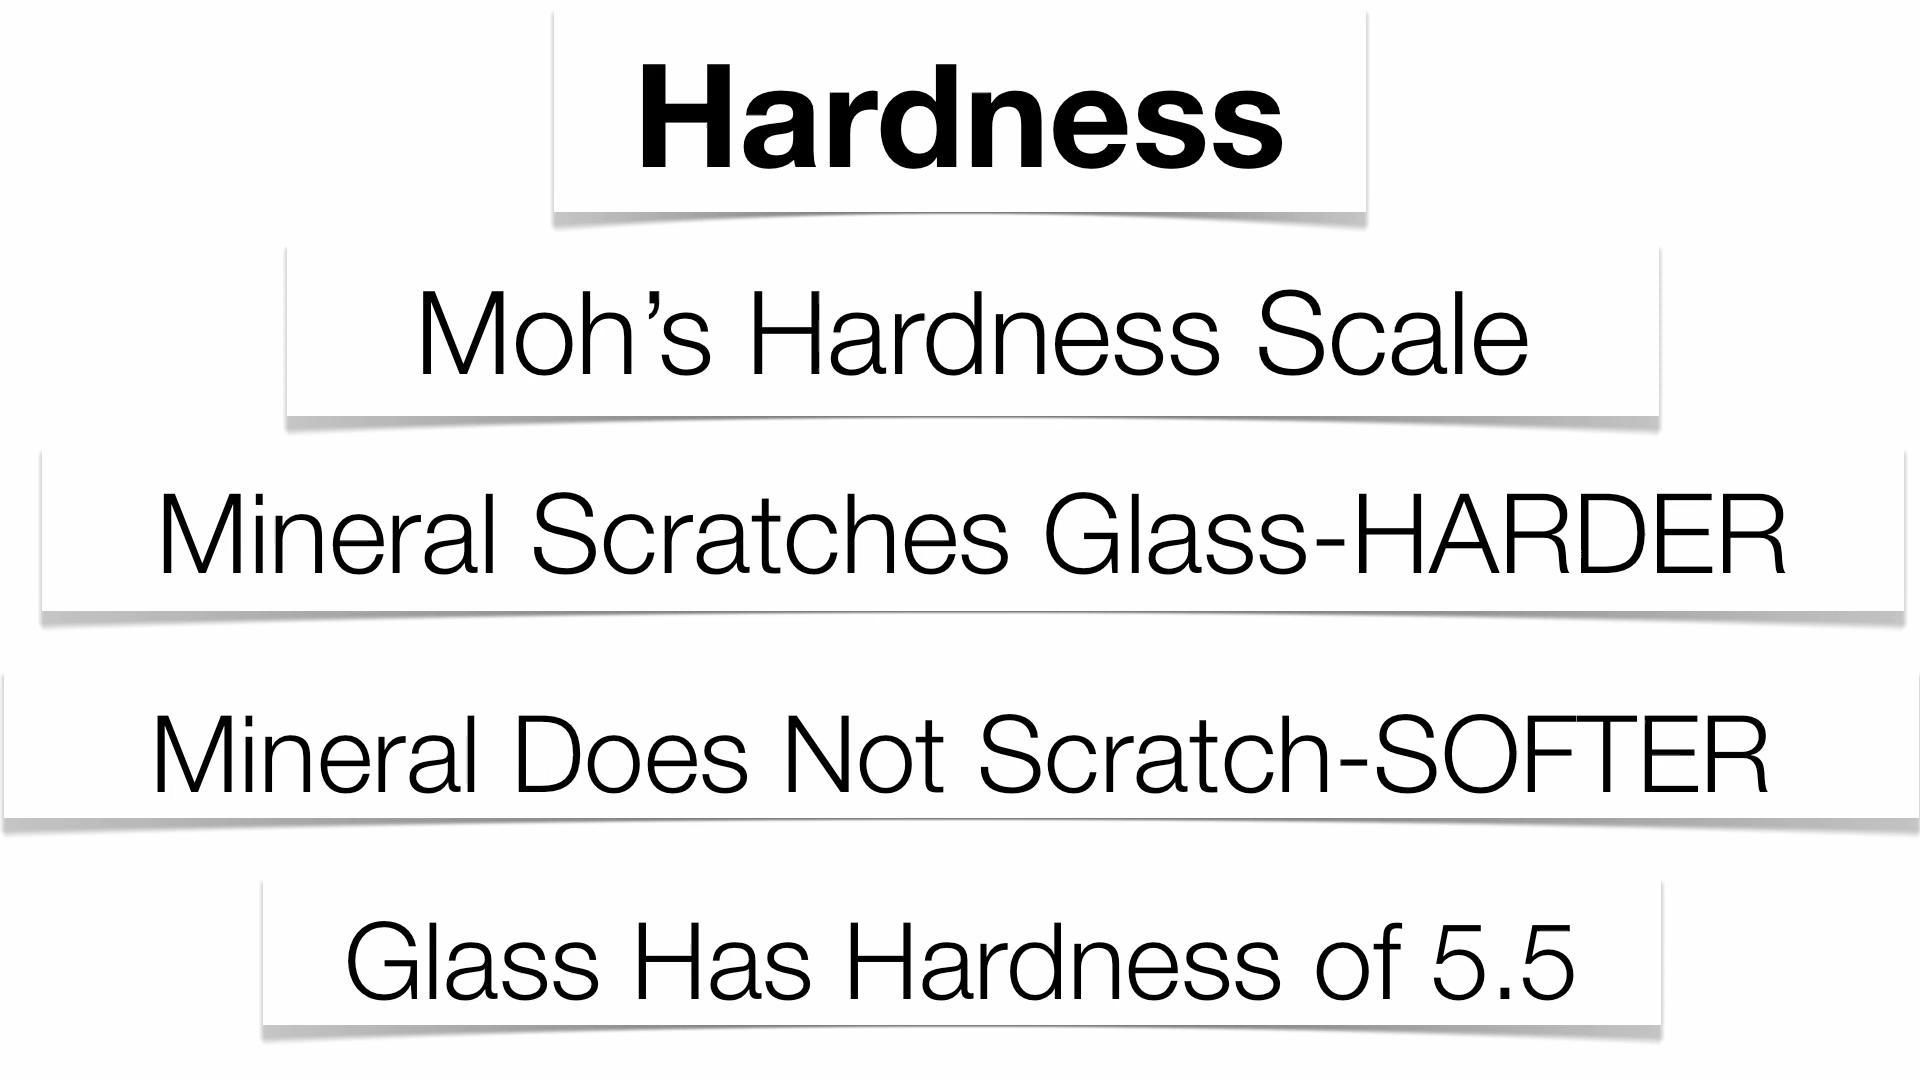 Hardness
Moh’s Hardness Scale
Mineral Scratches Glass-HARDER
Mineral Does Not Scratch-SOFTER
Glass Has Hardness of 5.5